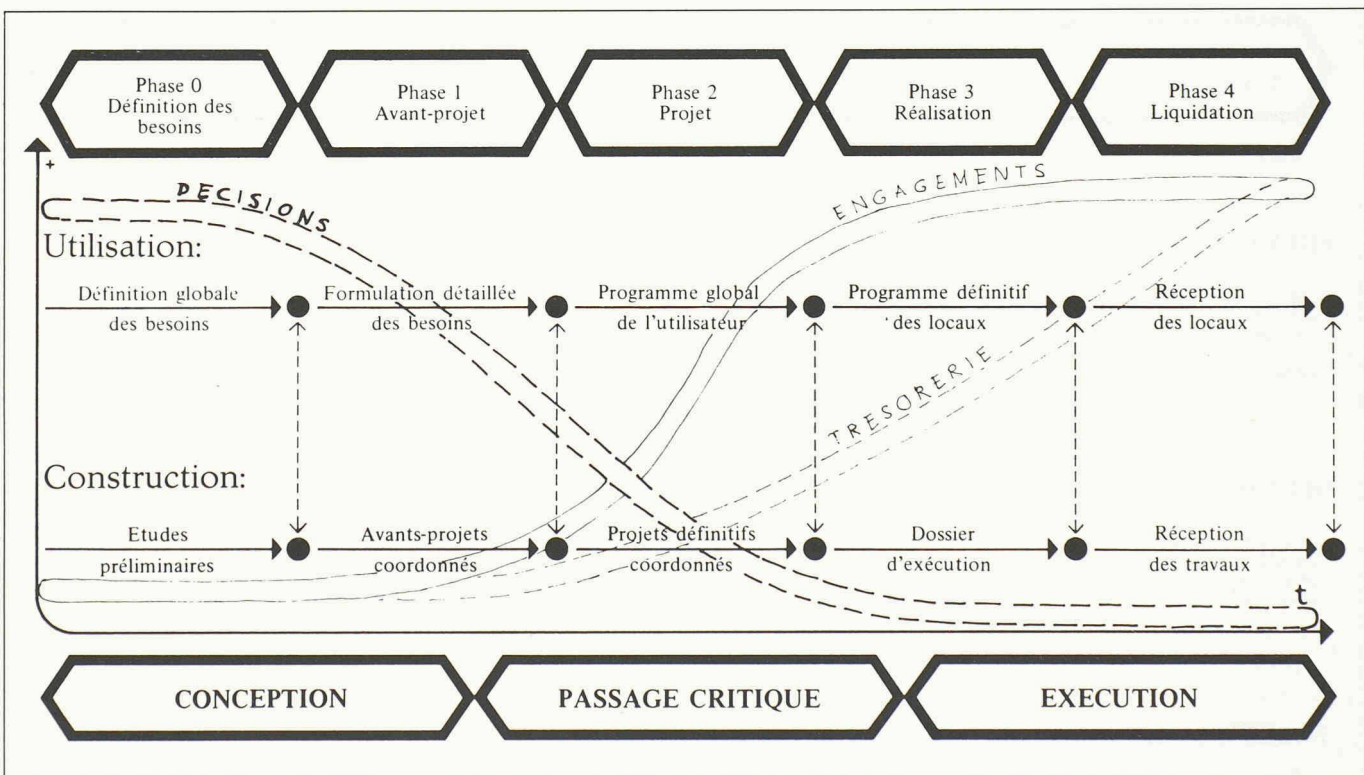 Phase 0
Définition des
besoins
Phase 1
Avant-projet
Phase 2
Projet
Phase 3
Réalisation
Phase 4
Liquidation
+
DECISIONS
ENGAGEMENTS
Utilisation:
Définition globale
des besoins
Formulation détaillée
des besoins
Programme global
de l'utilisateur
Programme définitif
des locaux
Réception
des locaux
TRESORERIE
Construction:
Etudes
préliminaires
Avants-projets
coordonnés
Projets définitifs
coordonnés
Dossier
d'exécution
Réception
des travaux
t
CONCEPTION
PASSAGE CRITIQUE
EXECUTION